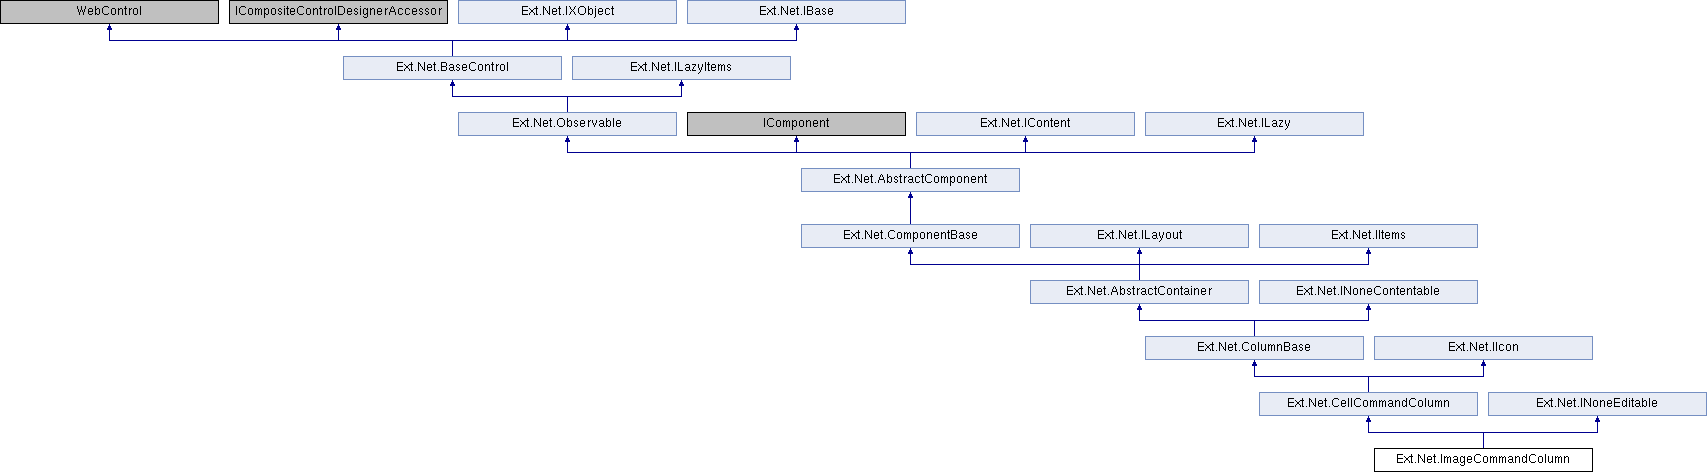 WebControl
ICompositeControlDesignerAccessor
Ext.Net.IXObject
Ext.Net.IBase
Ext.Net.BaseControl
Ext.Net.ILazyItems
Ext.Net.Observable
IComponent
Ext.Net.IContent
Ext.Net.ILazy
Ext.Net.AbstractComponent
Ext.Net.ComponentBase
Ext.Net.ILayout
Ext.Net.IItems
Ext.Net.AbstractContainer
Ext.Net.INoneContentable
Ext.Net.ColumnBase
Ext.Net.IIcon
Ext.Net.CellCommandColumn
Ext.Net.INoneEditable
Ext.Net.ImageCommandColumn